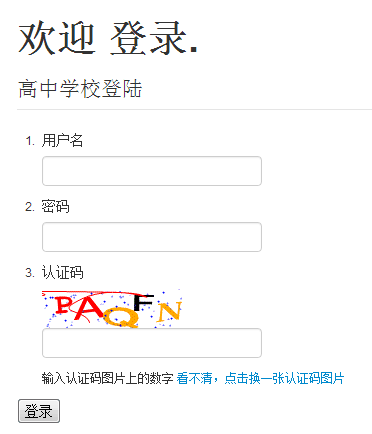 欢迎 登录.
高中学校登陆
1. 用户名
2. 密码
3. 认证码
PAQFN
输入认证码图片上的数字 看不清，点击换一张认证码图片
登录